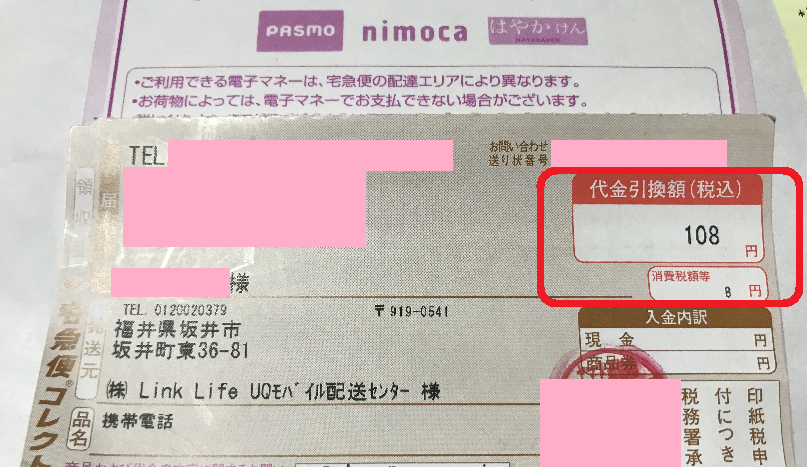 PASMO nimoca はやかけん
HAYAKAKEN
•ご利用できる電子マネーは、宅急便の配達エリアにより異なります。
•お荷物によっては、電子マネーでお支払できない場合がございます。
TEL
お問い合わせ
送り状番号
領収
届
代金引換額(税込)
108
円
様
消費税額等
8 円
TEL. 0120020379
〒919-0541
福井県坂井市
坂井町東36-81
発送元
入金内訳
現金 円
商品券 円
(株) Link Life UQモバイル配送センター 様
品名
携帯電話
宅急便コレクト
印紙税申
付につき
税務署承